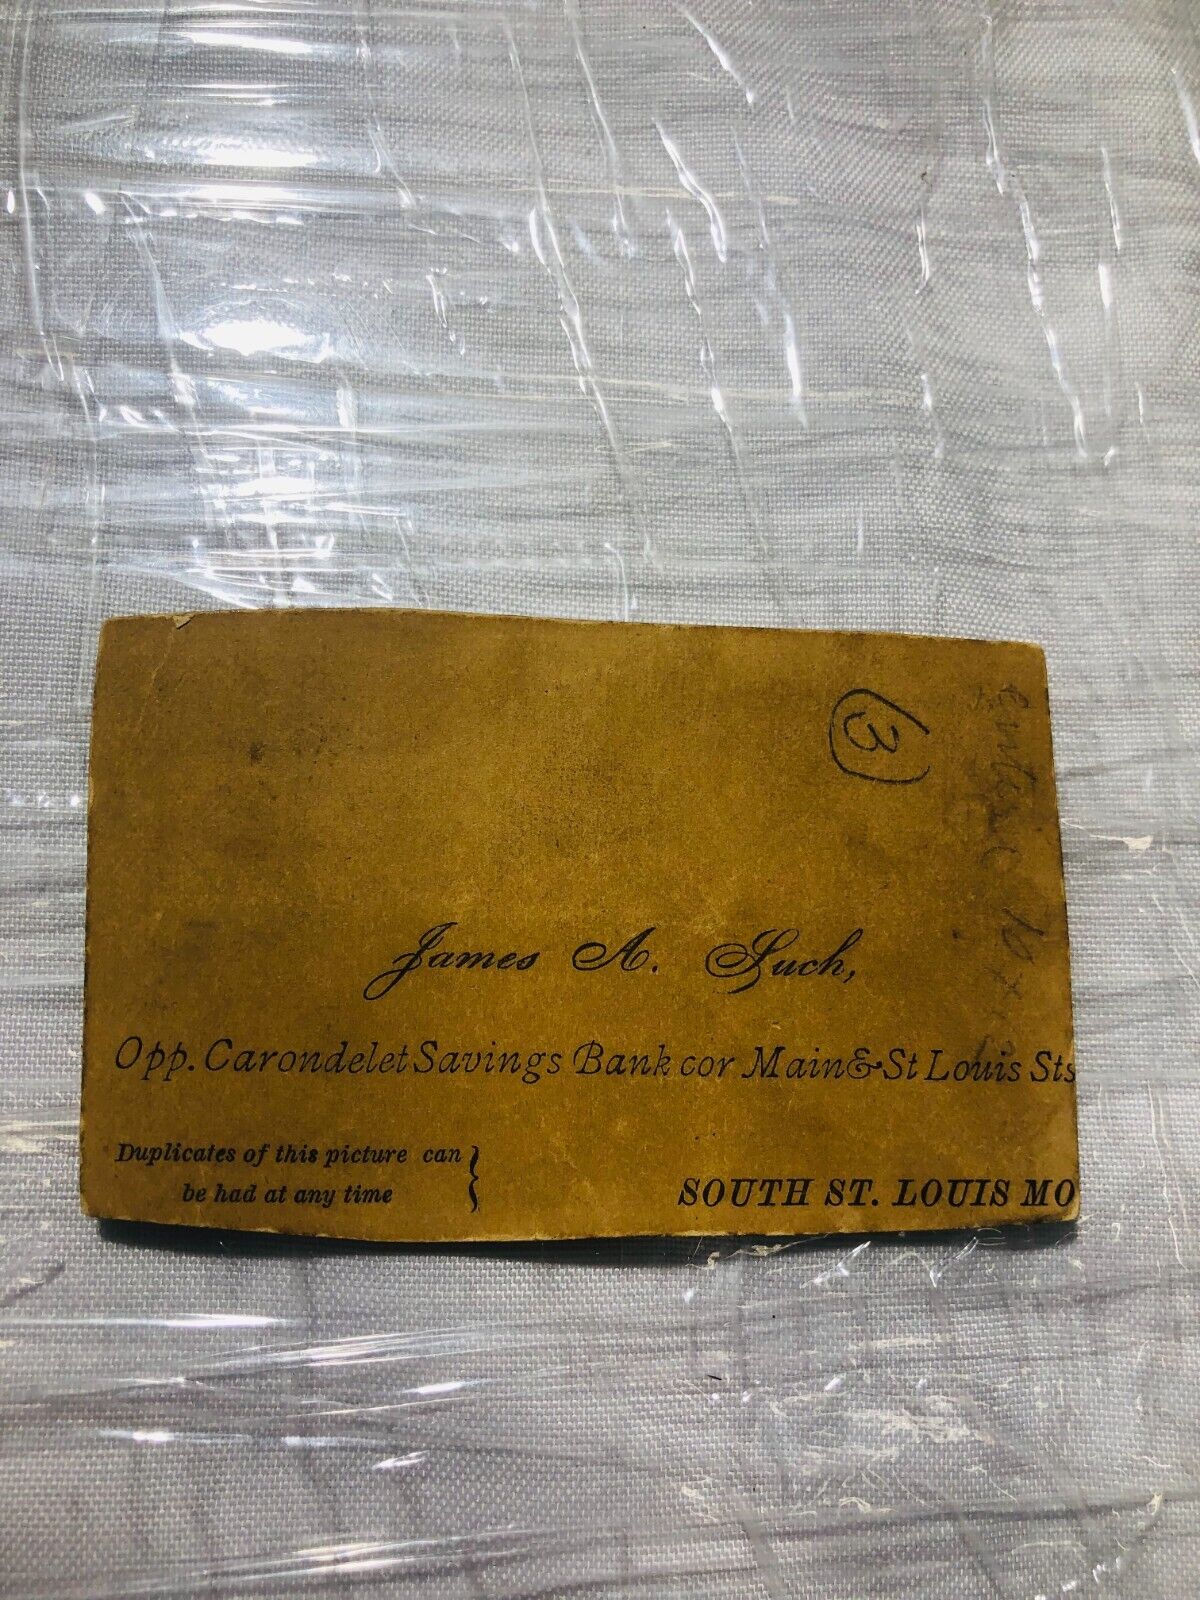 3
James A. Such,
Opp. Carondelet Savings Bank cor Main & St Louis Sts
Duplicates of this picture can
be had at any time
SOUTH ST. LOUIS MO